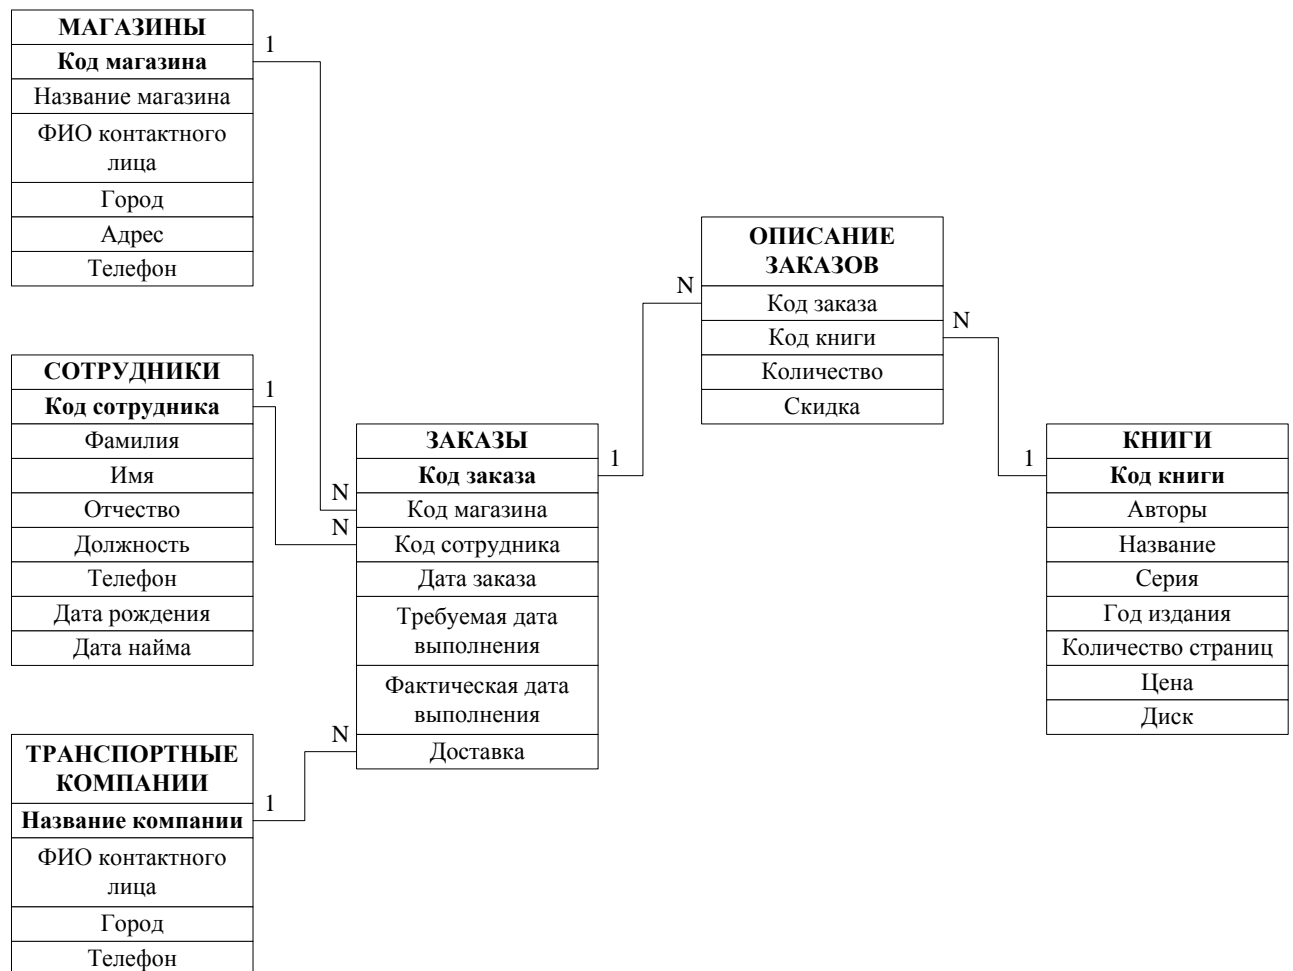 МАГАЗИНЫ
1
Код магазина
Название магазина
ФИО контактного
лица
Город
Адрес
Телефон
СОТРУДНИКИ
1
Код сотрудника
Фамилия
Имя
Отчество
Должность
Телефон
Дата рождения
Дата найма
ТРАНСПОРТНЫЕ
КОМПАНИИ
1
Название компании
ФИО контактного
лица
Город
Телефон
ЗАКАЗЫ
1
Код заказа
N
Код магазина
N
Код сотрудника
Дата заказа
Требуемая дата
выполнения
Фактическая дата
выполнения
N
Доставка
ОПИСАНИЕ
ЗАКАЗОВ
N
Код заказа
N
Код книги
Количество
Скидка
КНИГИ
1
Код книги
Авторы
Название
Серия
Год издания
Количество страниц
Цена
Диск